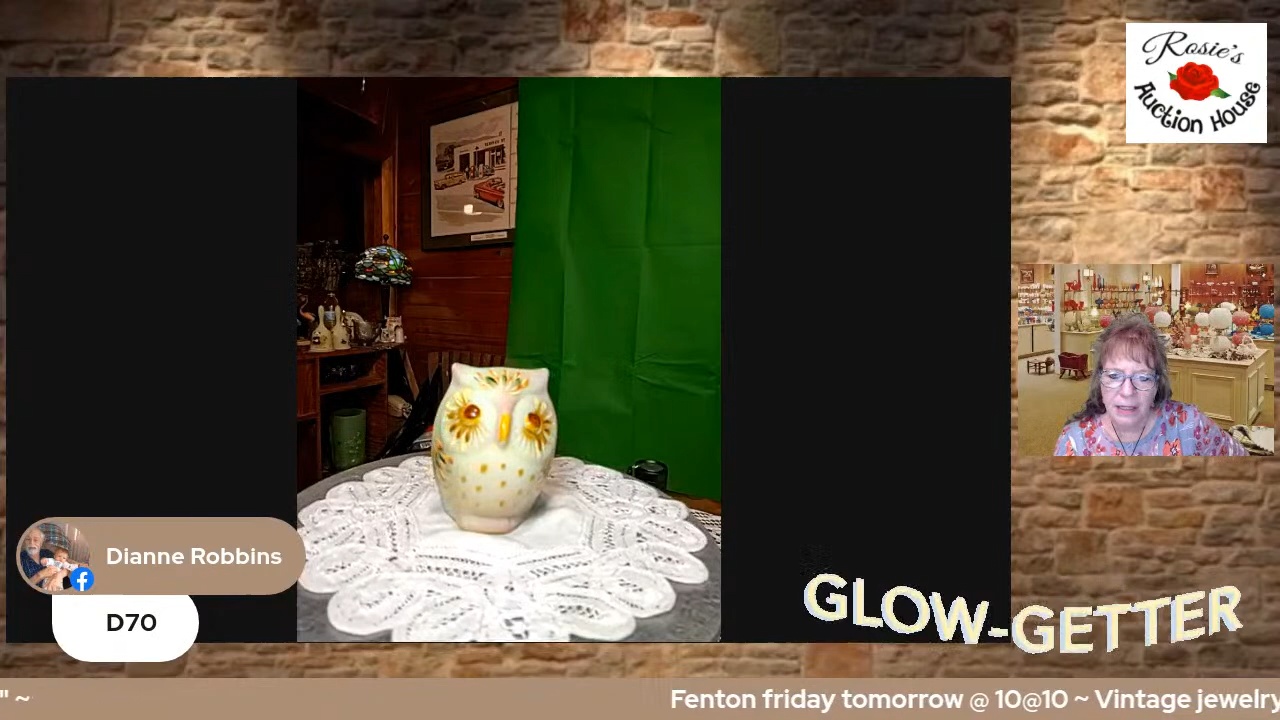 Rosie's
Auction House
Dianne Robbins
D70
GLOW-GETTER
" ~
Fenton friday tomorrow @ 10@10 ~ Vintage jewelry